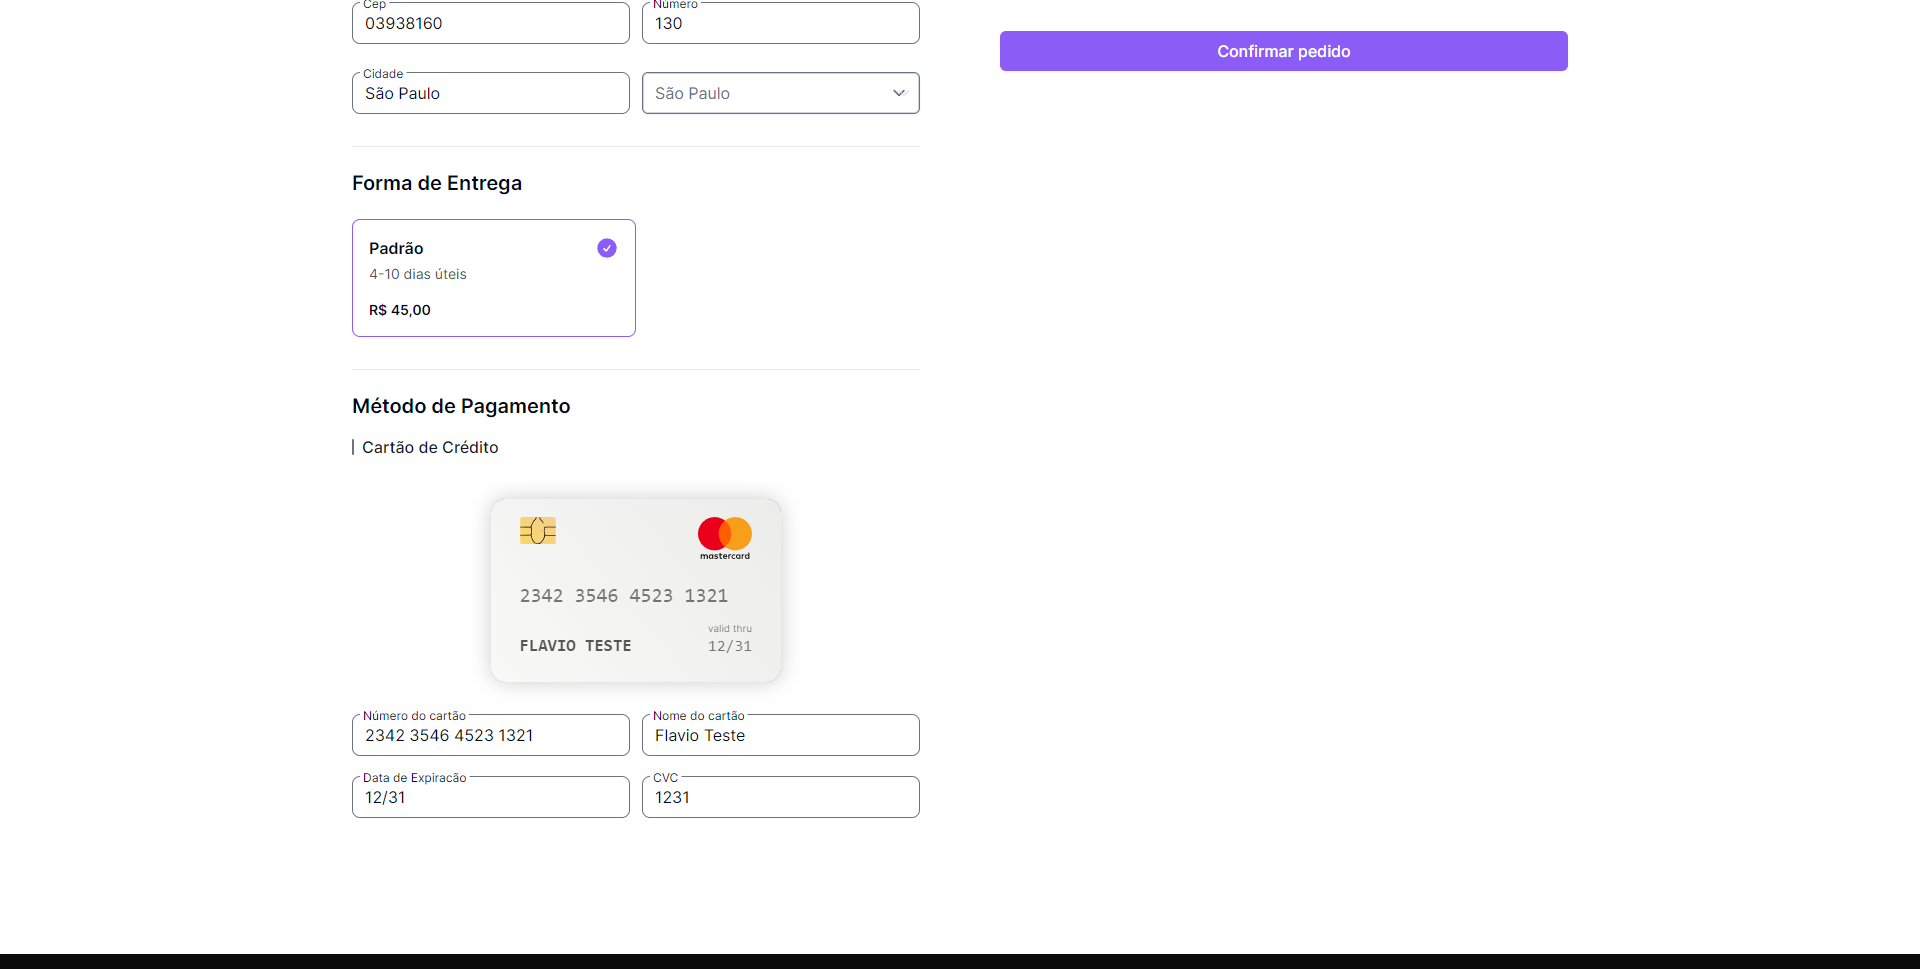 Cep
03938160
Número
130
Confirmar pedido
Cidade
São Paulo
São Paulo
Forma de Entrega
Padrão
4-10 dias úteis
R$ 45,00
Método de Pagamento
Cartão de Crédito
mastercard
2342 3546 4523 1321
valid thru
FLAVIO TESTE
12/31
Número do cartão
2342 3546 4523 1321
Nome do cartão
Flavio Teste
Data de Expiracão
12/31
CVC
1231